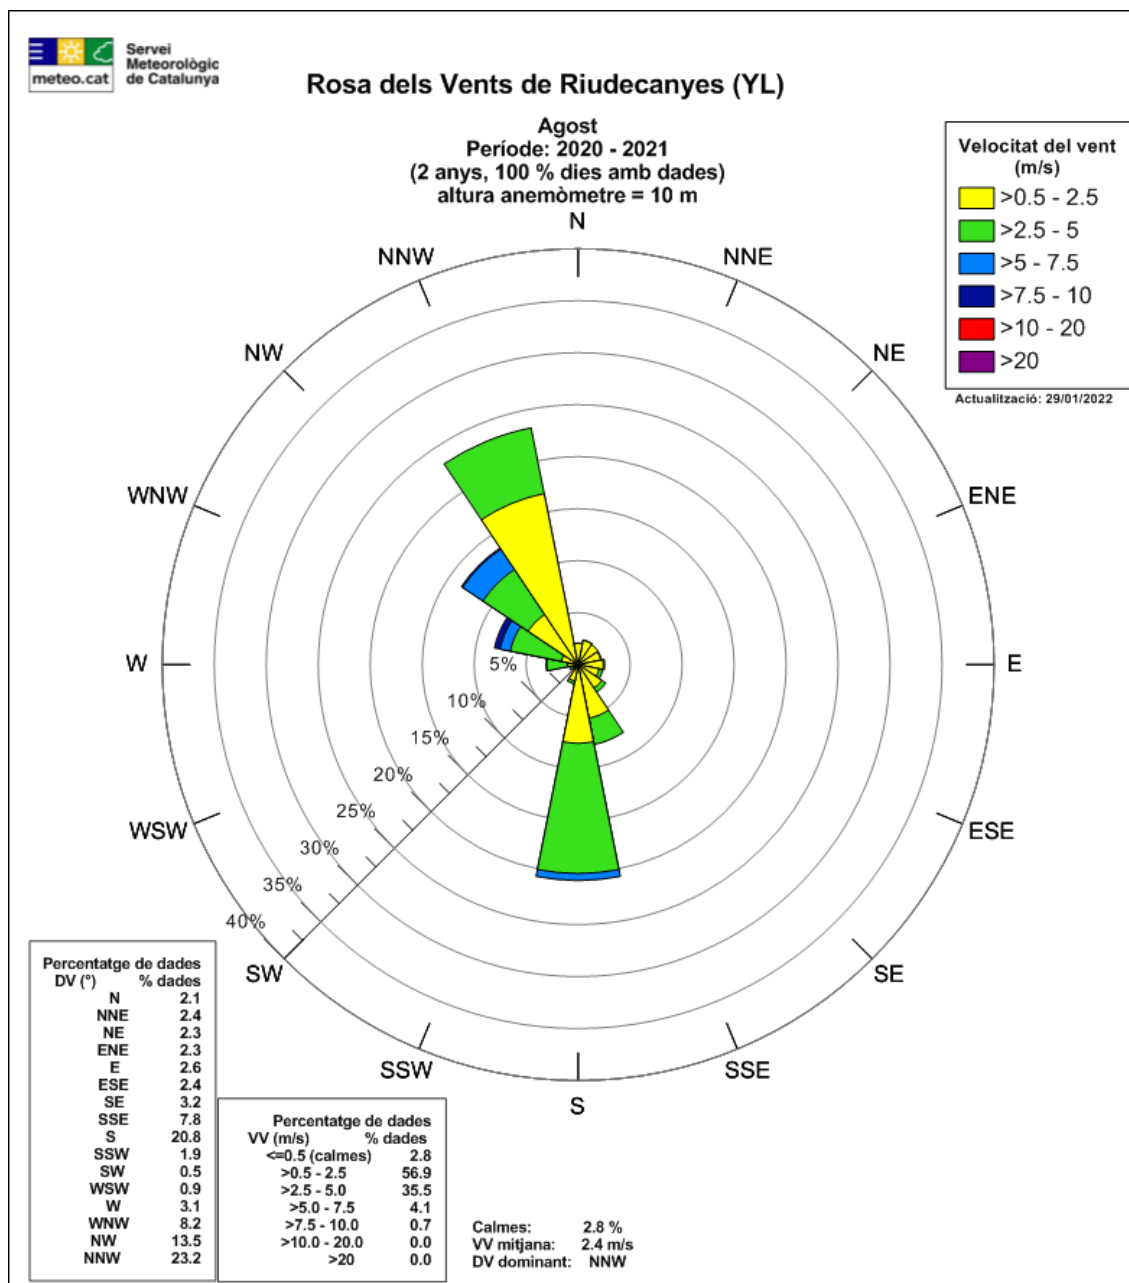 Servei
Meteorològic
de Catalunya
meteo.cat
Rosa dels Vents de Riudecanyes (YL)
Agost
Període: 2020 - 2021
(2 anys, 100 % dies amb dades)
altura anemòmetre = 10 m
Velocitat del vent
(m/s)
>0.5 - 2.5
>2.5 - 5
>5 - 7.5
>7.5 - 10
>10 - 20
>20
Actualització: 29/01/2022
N
NNE
NE
ENE
E
ESE
SE
SSE
S
SSW
SW
WSW
W
WNW
NW
NNW
5%
10%
15%
20%
25%
30%
35%
40%
Percentatge de dades
DV (°) % dades
N 2.1
NNE 2.4
NE 2.3
ENE 2.3
E 2.6
ESE 2.4
SE 3.2
SSE 7.8
S 20.8
SSW 1.9
SW 0.5
WSW 0.9
W 3.1
WNW 8.2
NW 13.5
NNW 23.2
Percentatge de dades
VV (m/s) % dades
<=0.5 (calmes) 2.8
>0.5 - 2.5 56.9
>2.5 - 5.0 35.5
>5.0 - 7.5 4.1
>7.5 - 10.0 0.7
>10.0 - 20.0 0.0
>20 0.0
Calmes: 2.8 %
VV mitjana: 2.4 m/s
DV dominant: NNW